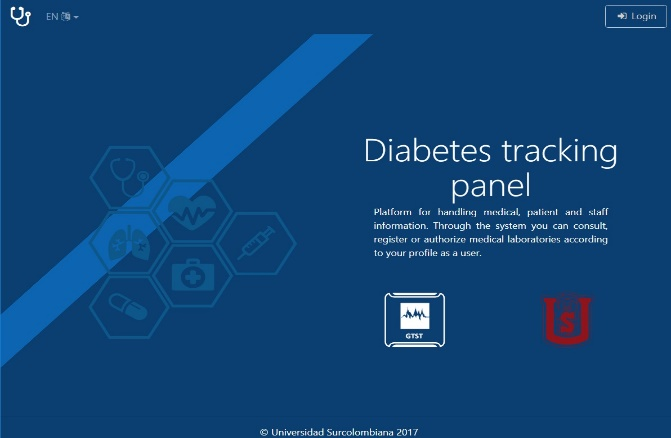 EN
Login
Diabetes tracking
panel
Platform for handling medical, patient and staff
information. Through the system you can consult,
register or authorize medical laboratories according
to your profile as a user.
GTST
S
© Universidad Surcolombiana 2017